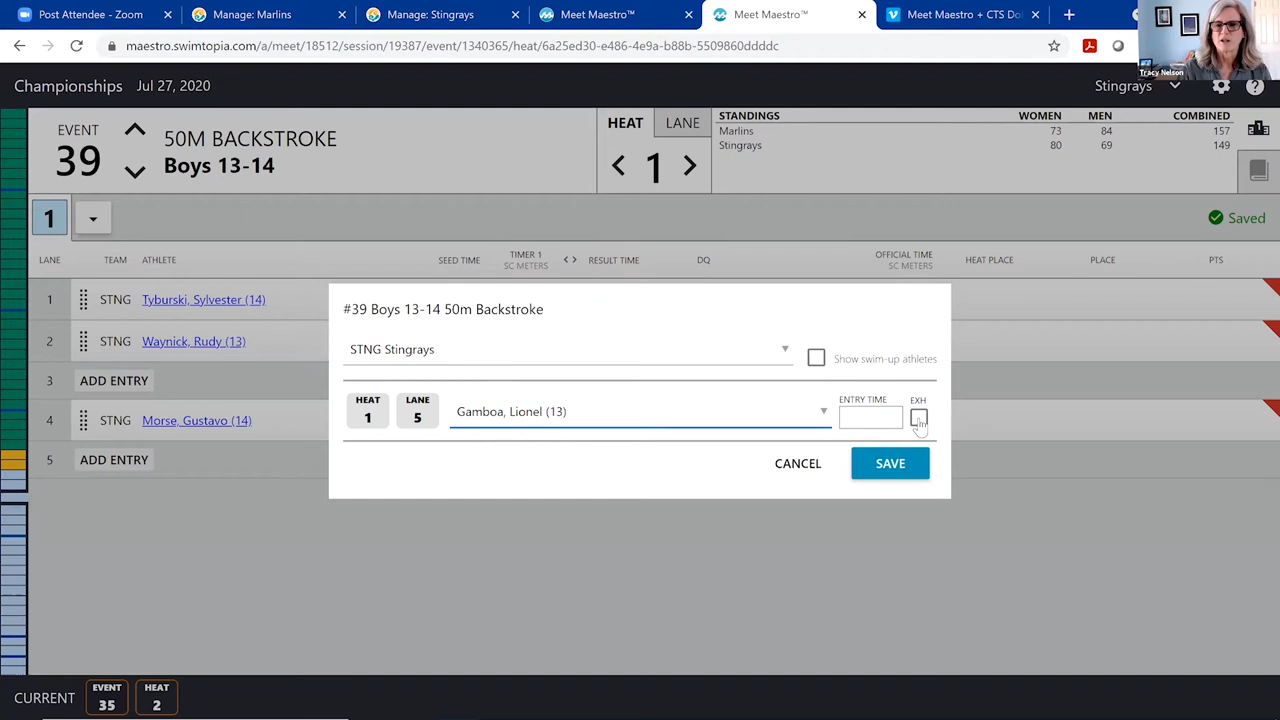 Post Attendee - Zoom
Manage: Marlins
Manage: Stingrays
Meet Maestro™
Meet Maestro™
Meet Maestro + CTS Dol
maestro.swimtopia.com/a/meet/18512/session/19387/event/1340365/heat/6a25ed30-e486-4e9a-b88b-5509860ddddc
Tracy Nelson
Championships Jul 27, 2020
Stingrays
EVENT
39
50M BACKSTROKE
Boys 13-14
HEAT LANE
1
STANDINGS WOMEN MEN COMBINED
Marlins 73 84 157
Stingrays 80 69 149
1
Saved
LANE TEAM ATHLETE SEED TIME TIMER 1 SC METERS < > RESULT TIME DQ OFFICIAL TIME SC METERS HEAT PLACE PLACE PTS
1 STNG Tyburski, Sylvester (14)
2 STNG Waynick, Rudy (13)
3 ADD ENTRY
4 STNG Morse, Gustavo (14)
5 ADD ENTRY
#39 Boys 13-14 50m Backstroke
STNG Stingrays
Show swim-up athletes
HEAT 1 LANE 5 Gamboa, Lionel (13) ENTRY TIME EXH
CANCEL SAVE
CURRENT EVENT 35 HEAT 2